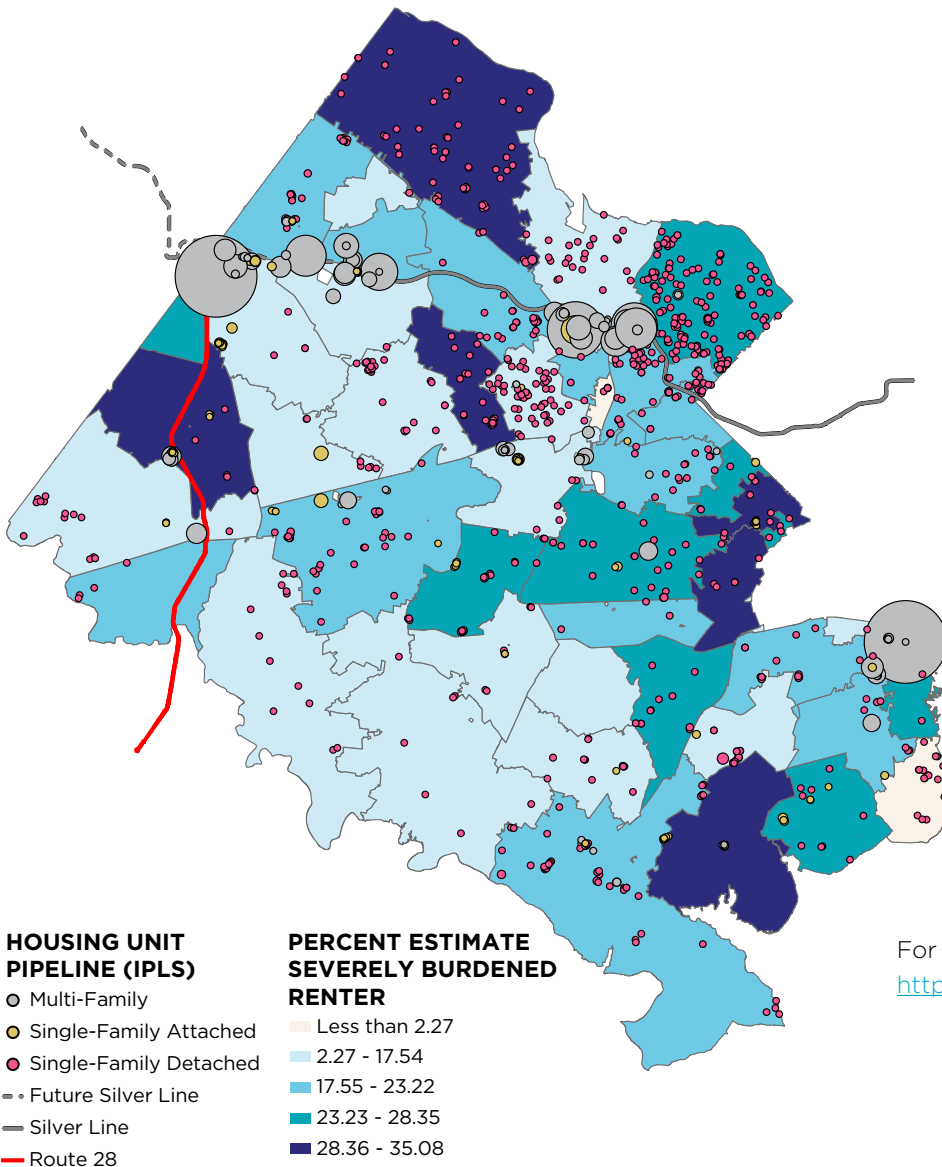 For
http
HOUSING UNIT
PIPELINE (IPLS)
Multi-Family
Single-Family Attached
Single-Family Detached
Future Silver Line
Silver Line
Route 28
PERCENT ESTIMATE
SEVERELY BURDENED
RENTER
Less than 2.27
2.27 - 17.54
17.55 - 23.22
23.23 - 28.35
28.36 - 35.08